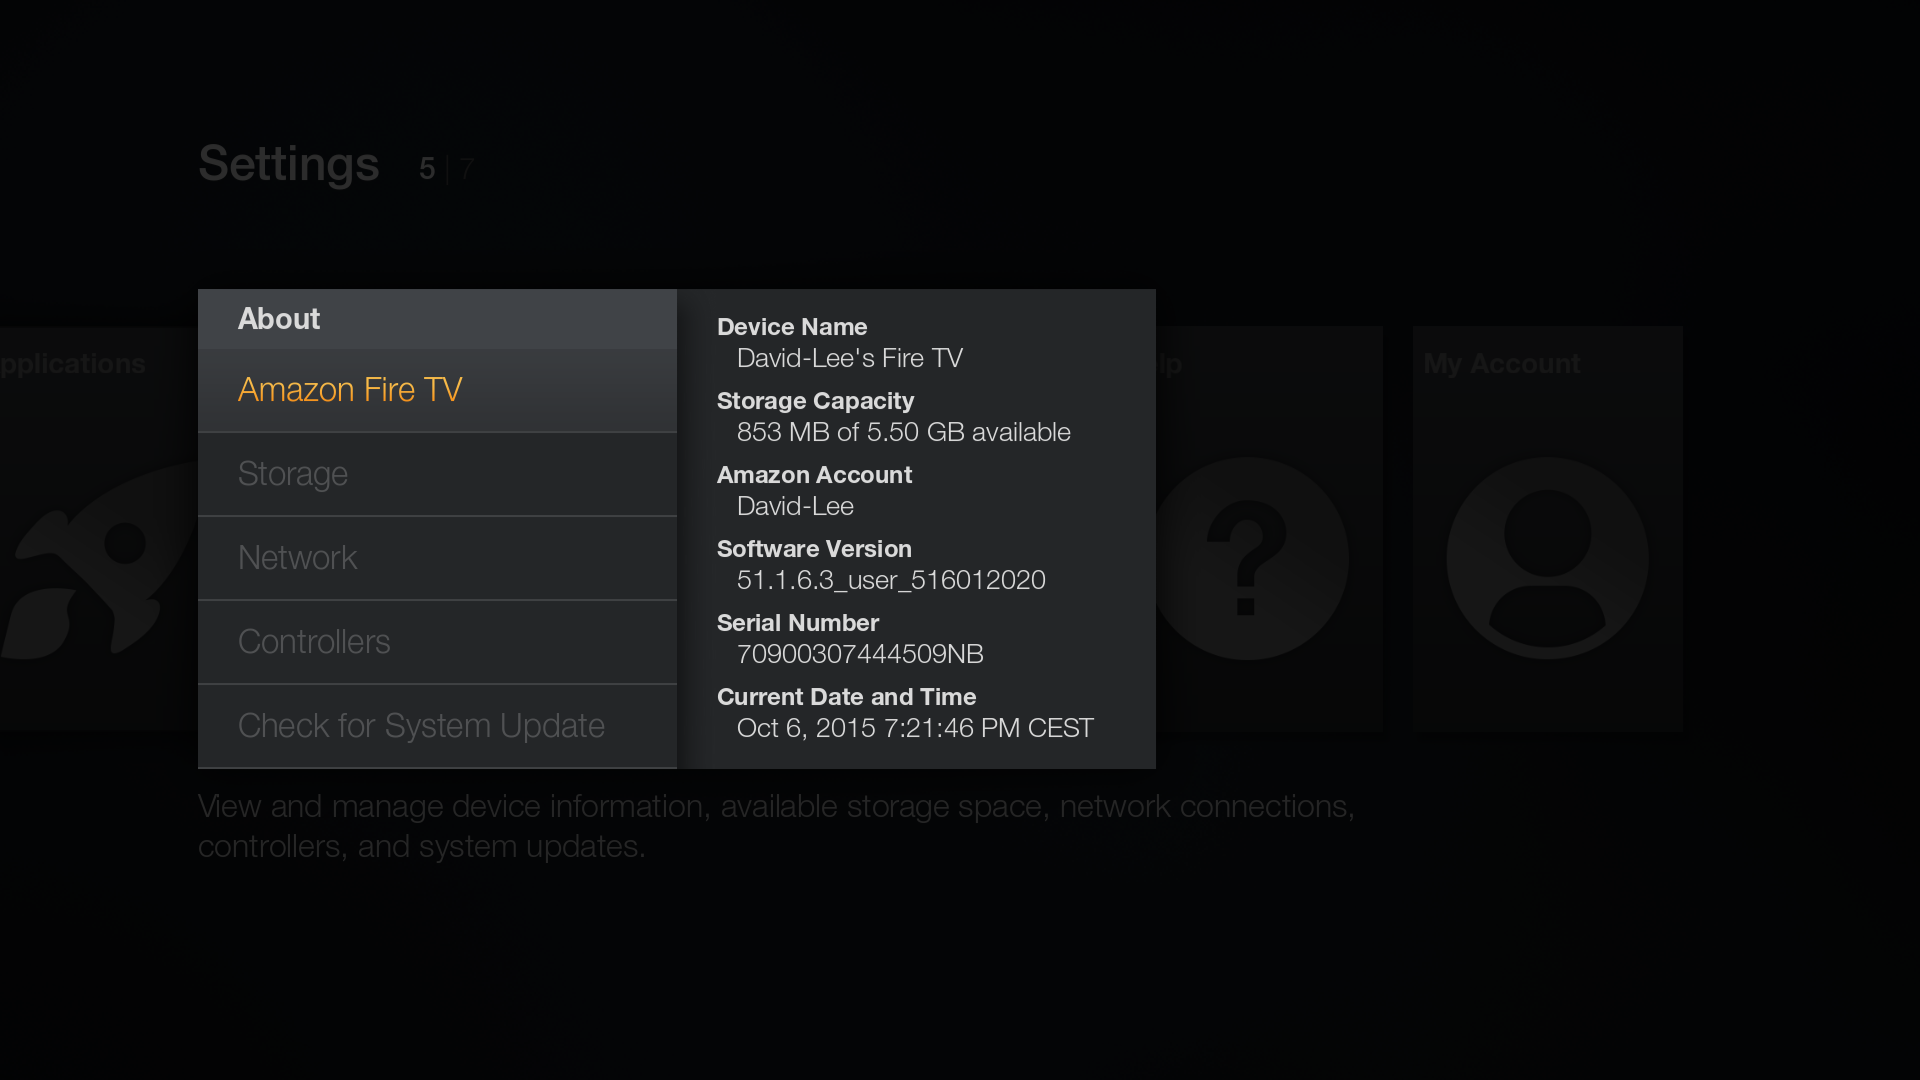 Settings 5 | 7
pplications
About
Amazon Fire TV
Storage
Network
Controllers
Check for System Update
Device Name
David-Lee's Fire TV
Storage Capacity
853 MB of 5.50 GB available
Amazon Account
David-Lee
Software Version
51.1.6.3_user_516012020
Serial Number
70900307444509NB
Current Date and Time
Oct 6, 2015 7:21:46 PM CEST
lp
My Account
View and manage device information, available storage space, network connections,
controllers, and system updates.